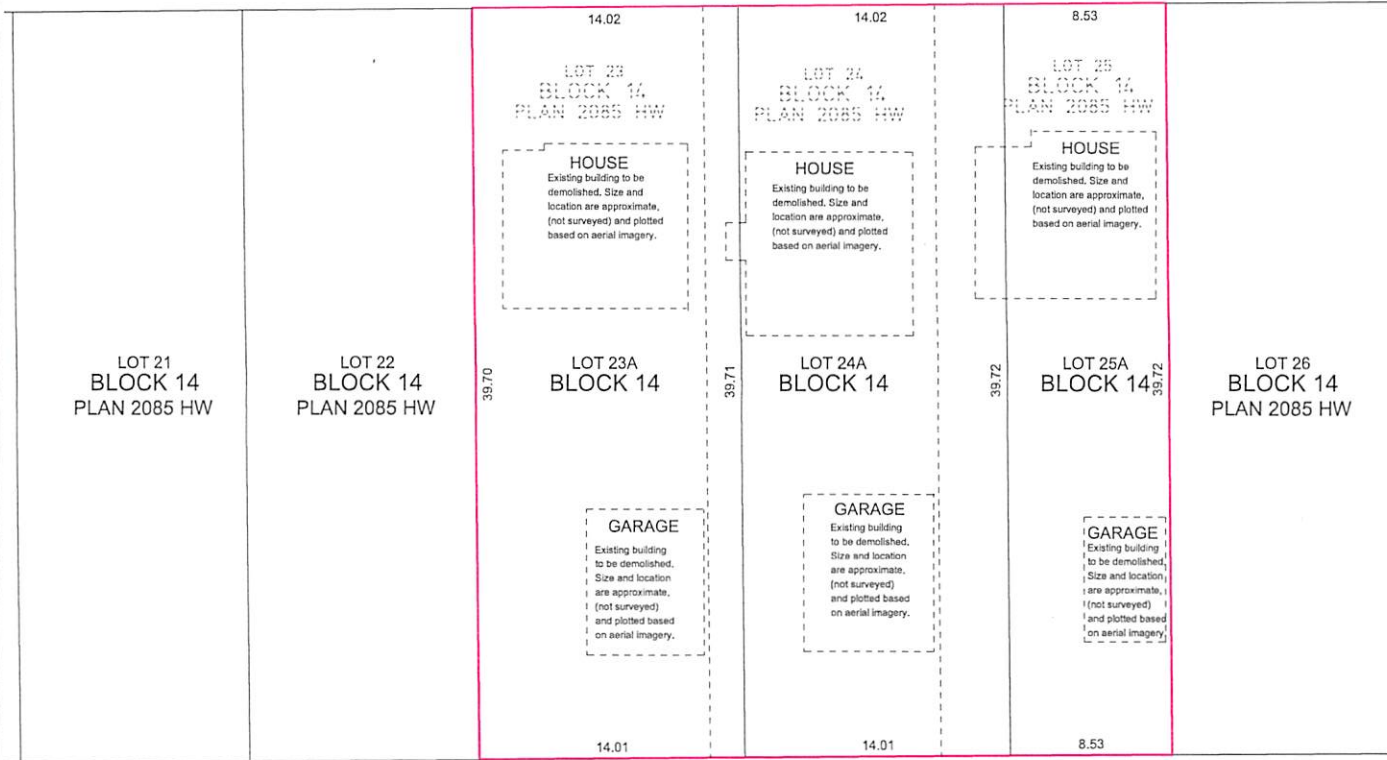 14.02
14.02
8.53
LOT 23
BLOCK 14
PLAN 2085 HW
LOT 24
BLOCK 14
PLAN 2085 HW
LOT 25
BLOCK 14
PLAN 2085 HW
HOUSE
Existing building to be
demolished. Size and
location are approximate,
(not surveyed) and plotted
based on aerial imagery.
HOUSE
Existing building to be
demolished. Size and
location are approximate,
(not surveyed) and plotted
based on aerial imagery.
HOUSE
Existing building to be
demolished. Size and
location are approximate,
(not surveyed) and plotted
based on aerial imagery.
LOT 21
BLOCK 14
PLAN 2085 HW
LOT 22
BLOCK 14
PLAN 2085 HW
39.70
LOT 23A
BLOCK 14
39.71
LOT 24A
BLOCK 14
39.72
LOT 25A
BLOCK 14
39.72
LOT 26
BLOCK 14
PLAN 2085 HW
GARAGE
Existing building
to be demolished.
Size and location
are approximate,
(not surveyed)
and plotted based
on aerial imagery.
GARAGE
Existing building
to be demolished.
Size and location
are approximate,
(not surveyed)
and plotted based
on aerial imagery.
GARAGE
Existing building
to be demolished.
Size and location
are approximate,
(not surveyed)
and plotted based
on aerial imagery.
14.01
14.01
8.53